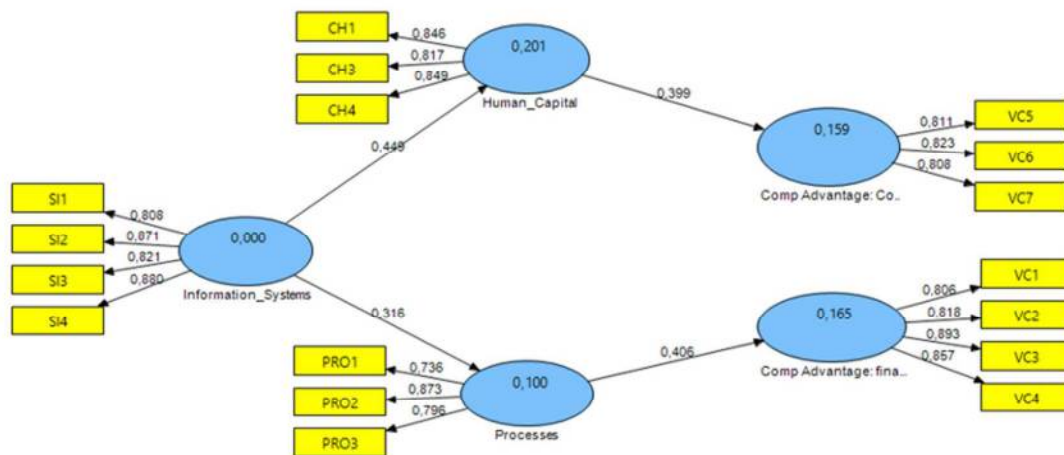 CH1
0,846
0,201
CH3
0,817
0,849
CH4
Human_Capital
0,399
0,159
0,811
VC5
0,823
VC6
0,808
VC7
Comp Advantage: Co..
0,449
SI1
0,808
SI2
0,871
0,000
SI3
0,821
SI4
0,880
Information_Systems
0,316
VC1
0,806
0,165
0,818
VC2
0,893
VC3
0,857
VC4
Comp Advantage: fina...
0,406
PRO1
0,736
0,100
PRO2
0,873
PRO3
0,796
Processes